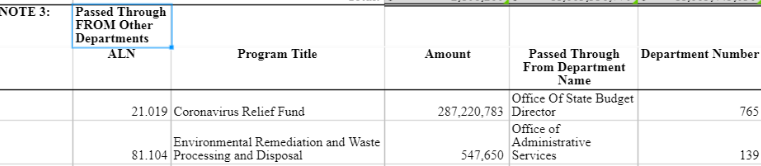 NOTE 3: Passed Through
FROM Other
Departments
ALN Program Title Amount Passed Through Department Number
From Department
Name
21.019 Coronavirus Relief Fund 287,220,783 Office Of State Budget
Director 765
81.104 Environmental Remediation and Waste
Processing and Disposal 547,650 Office of
Administrative
Services 139